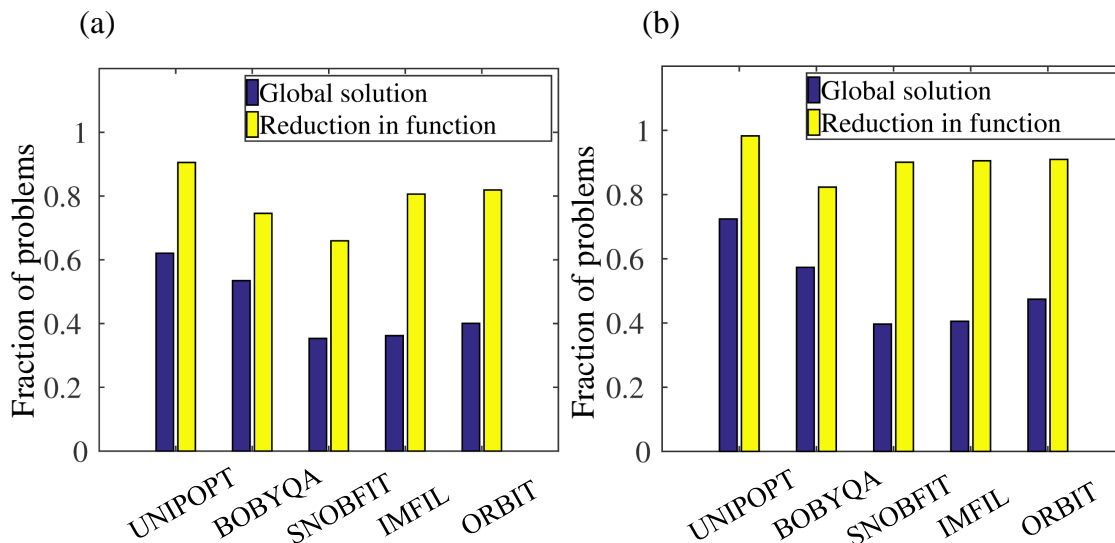 (a)
Global solution
Reduction in function
Fraction of problems
1
0.8
0.6
0.4
0.2
0
UNIPOPT
BOBYQA
SNOBFIT
IMFIL
ORBIT
(b)
Global solution
Reduction in function
Fraction of problems
1
0.8
0.6
0.4
0.2
0
UNIPOPT
BOBYQA
SNOBFIT
IMFIL
ORBIT